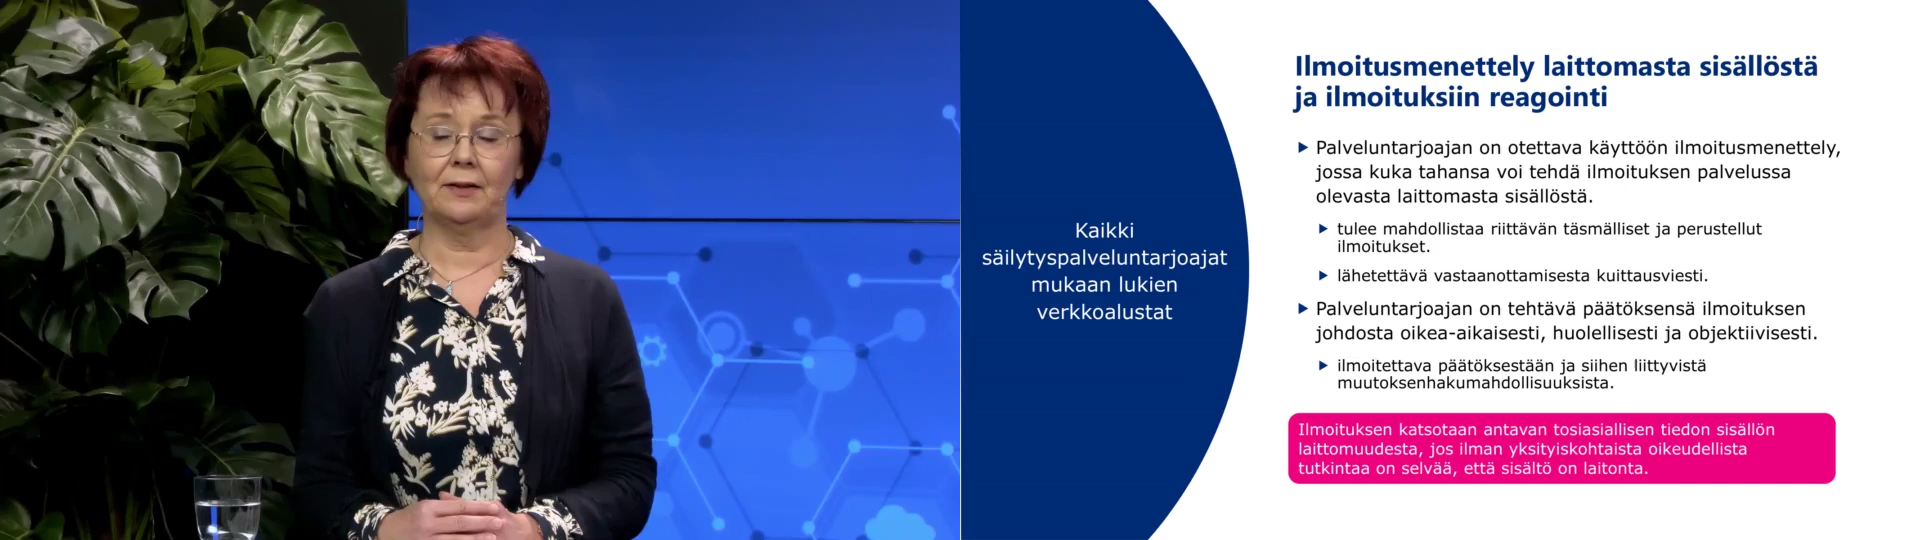 Kaikki
säilytyspalveluntarjoajat
mukaan lukien
verkkoalustat
Ilmoitusmenettely laittomasta sisällöstä
ja ilmoituksiin reagointi
Palveluntarjoajan on otettava käyttöön ilmoitusmenettely,
jossa kuka tahansa voi tehdä ilmoituksen palvelussa
olevasta laittomasta sisällöstä.
tulee mahdollistaa riittävän täsmälliset ja perustellut
ilmoitukset.
lähetettävä vastaanottamisesta kuittausviesti.
Palveluntarjoajan on tehtävä päätöksensä ilmoituksen
johdosta oikea-aikaisesti, huolellisesti ja objektiivisesti.
ilmoitettava päätöksestään ja siihen liittyvistä
muutoksenhakumahdollisuuksista.
Ilmoituksen katsotaan antavan tosiasiallisen tiedon sisällön
laittomuudesta, jos ilman yksityiskohtaista oikeudellista
tutkintaa on selvää, että sisältö on laitonta.